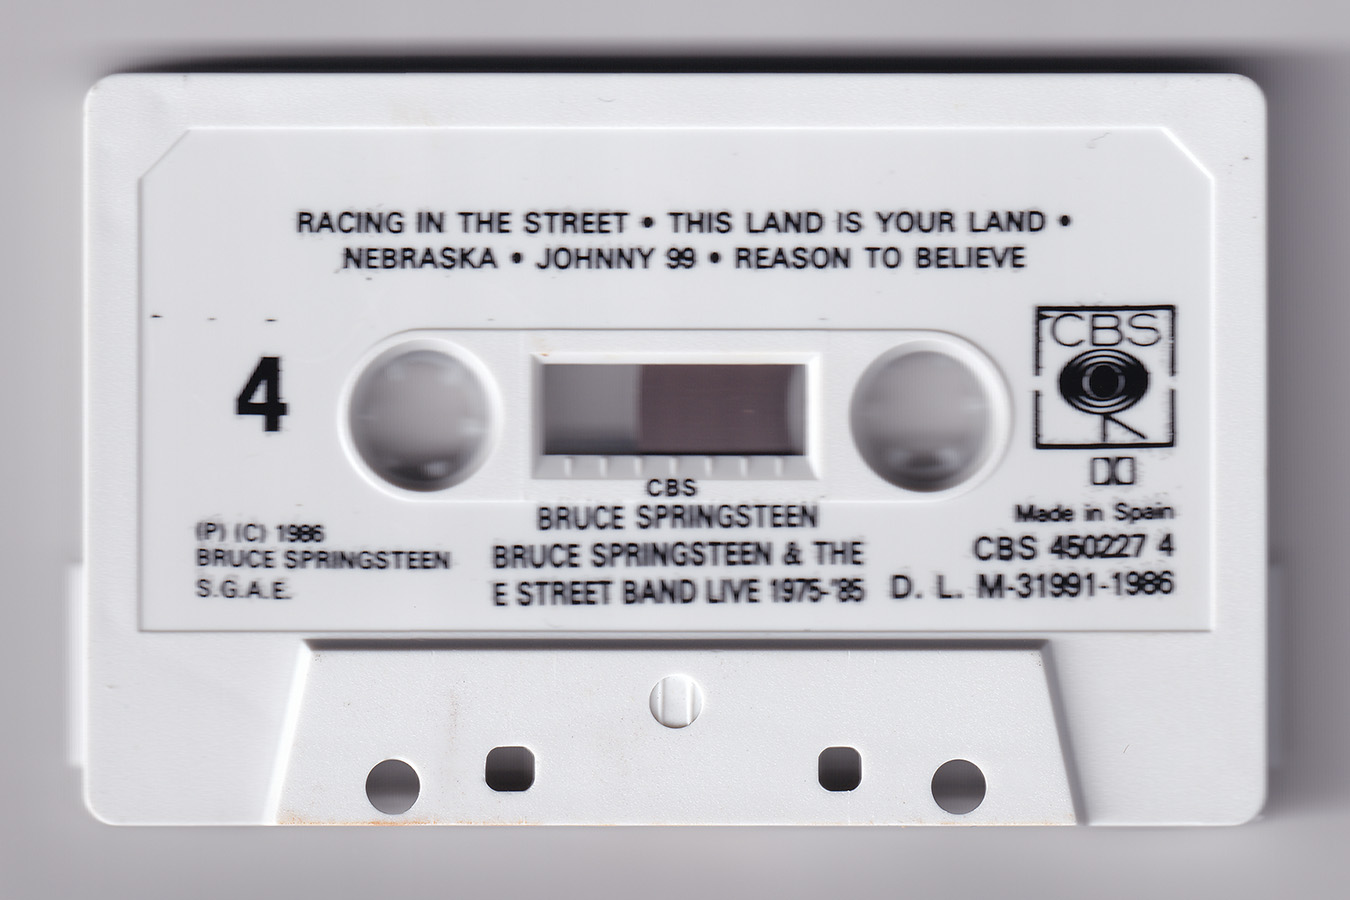 RACING IN THE STREET • THIS LAND IS YOUR LAND •
NEBRASKA • JOHNNY 99 • REASON TO BELIEVE
CBS
4
CBS
BRUCE SPRINGSTEEN
BRUCE SPRINGSTEEN & THE
E STREET BAND LIVE 1975-'85
(P) (C) 1986
BRUCE SPRINGSTEEN
S.G.A.E.
Made in Spain
CBS 450227 4
D. L. M-31991-1986